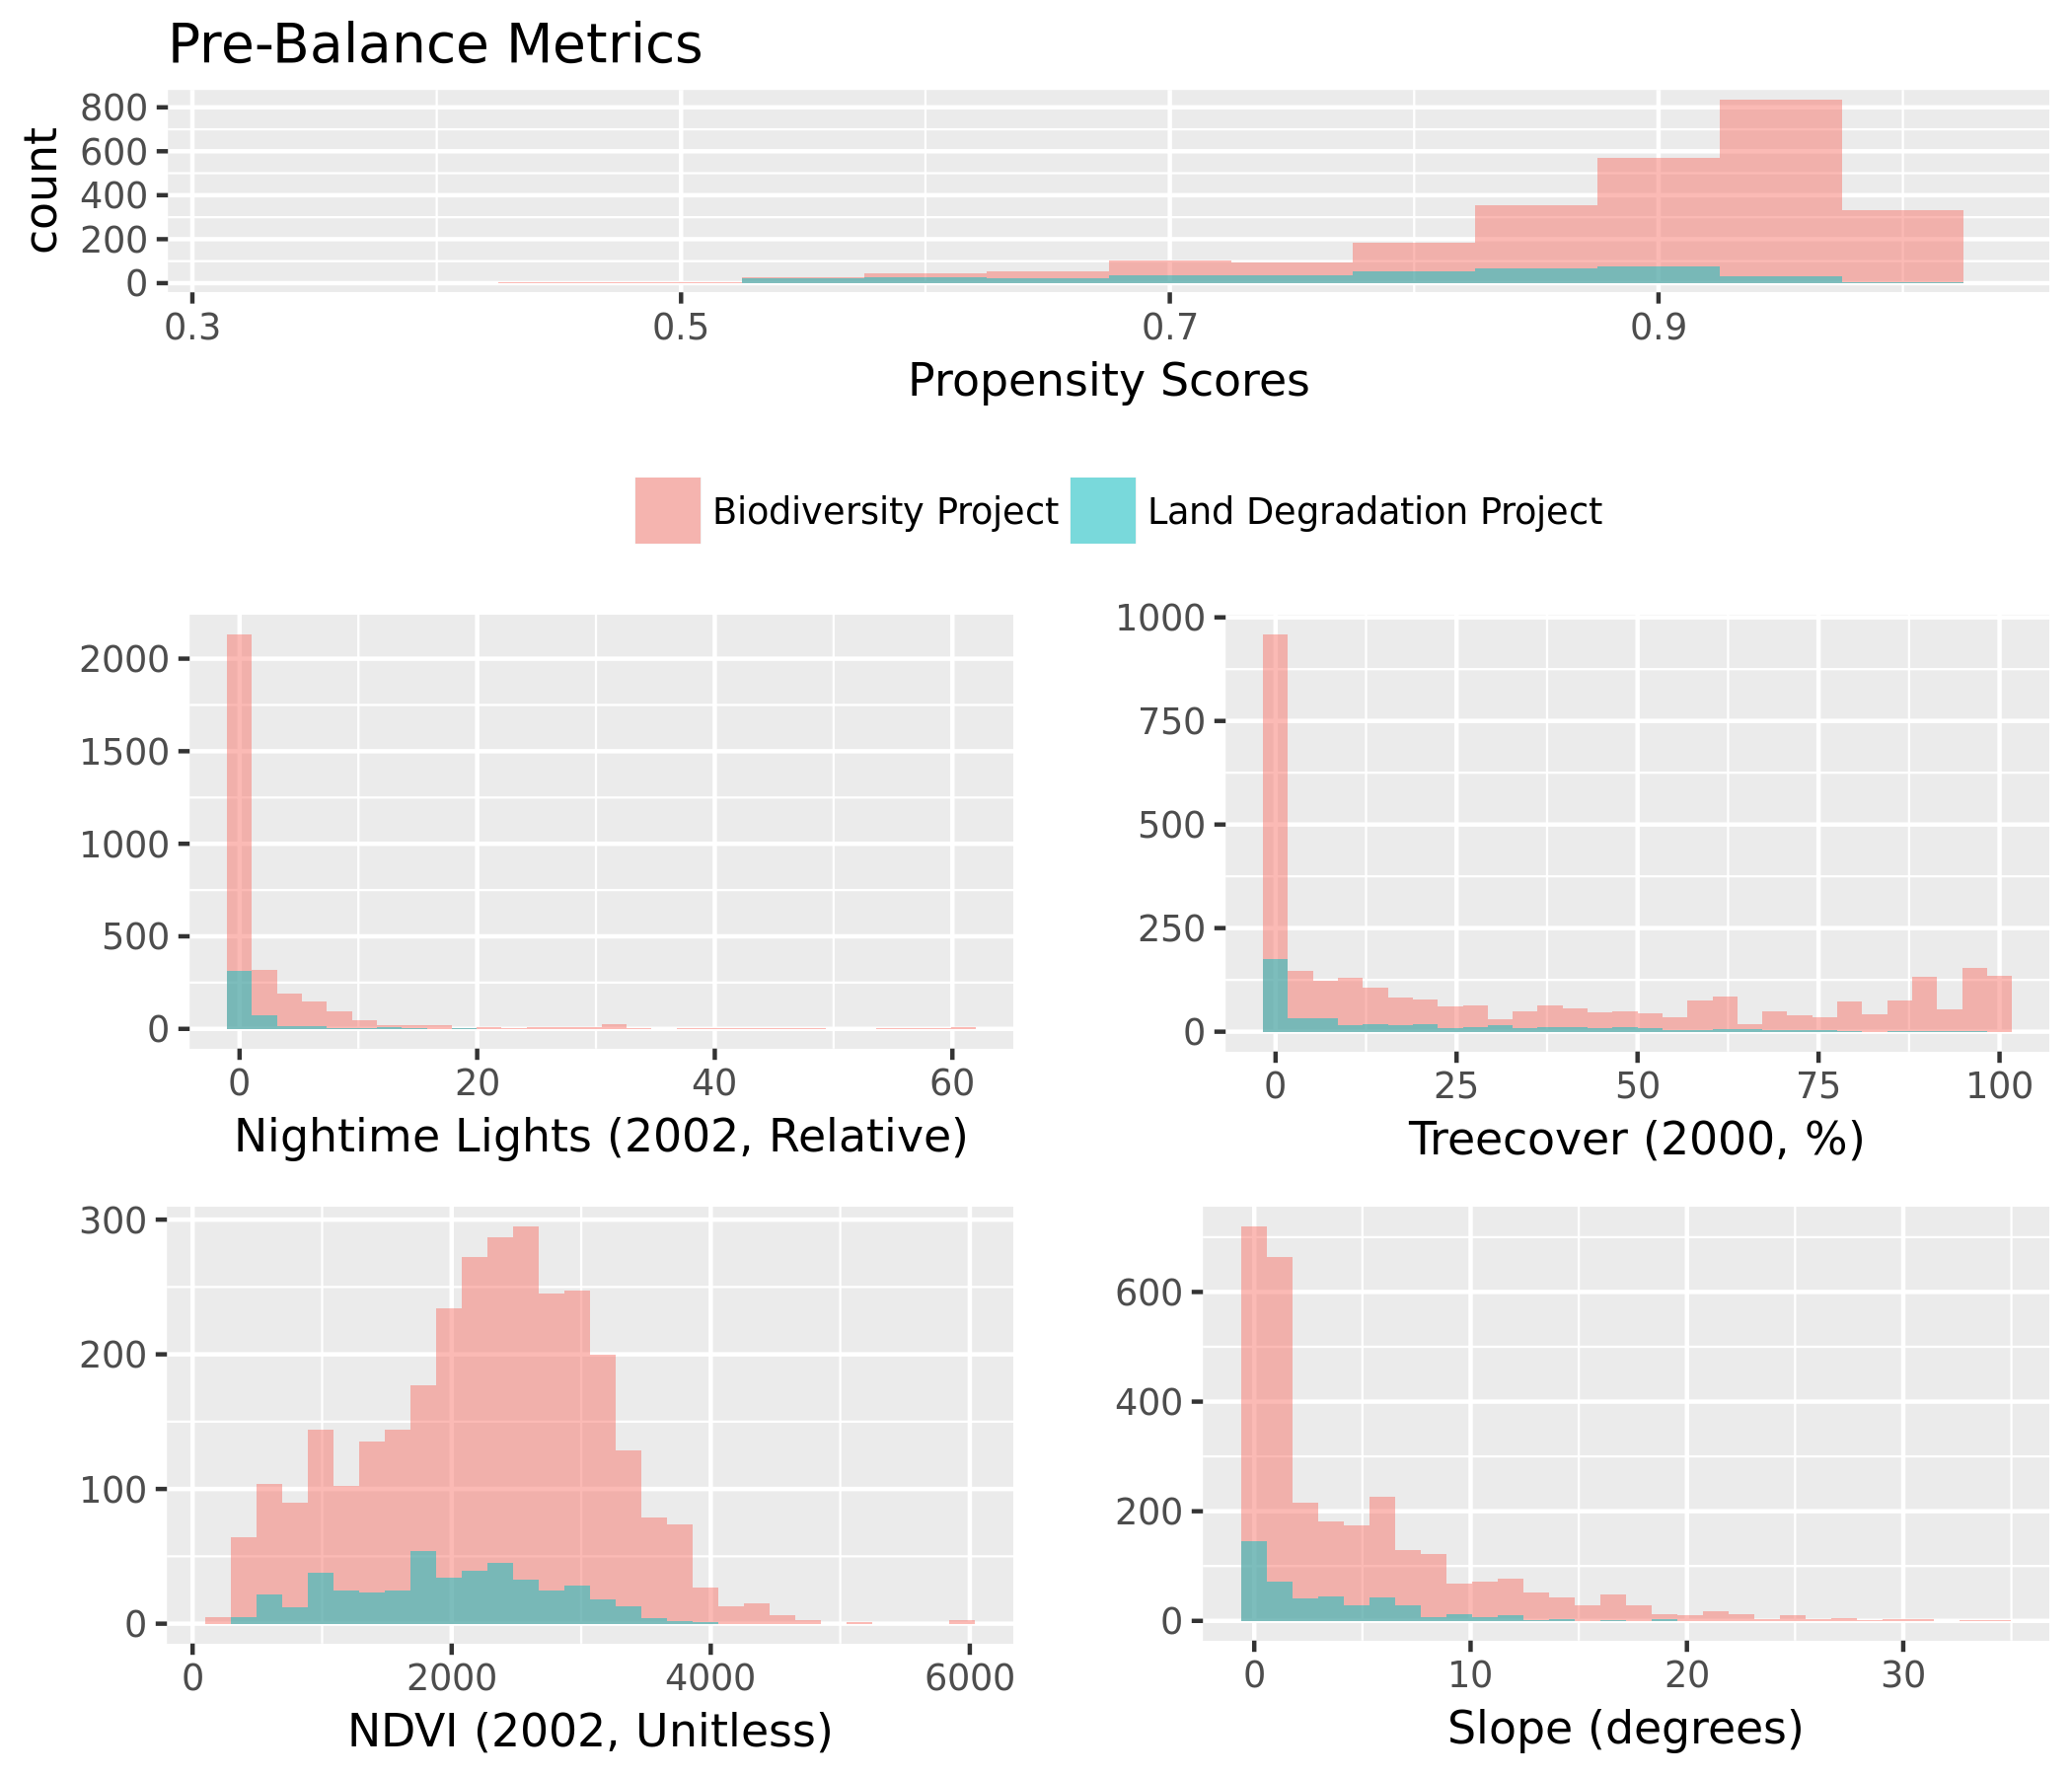 Pre-Balance Metrics
count
800
600
400
200
0
0.3 0.5 0.7 0.9
Propensity Scores
Biodiversity Project Land Degradation Project
2000
1500
1000
500
0
0 20 40 60
Nightime Lights (2002, Relative)
1000
750
500
250
0
0 25 50 75 100
Treecover (2000, %)
300
200
100
0
0 2000 4000 6000
NDVI (2002, Unitless)
600
400
200
0
0 10 20 30
Slope (degrees)